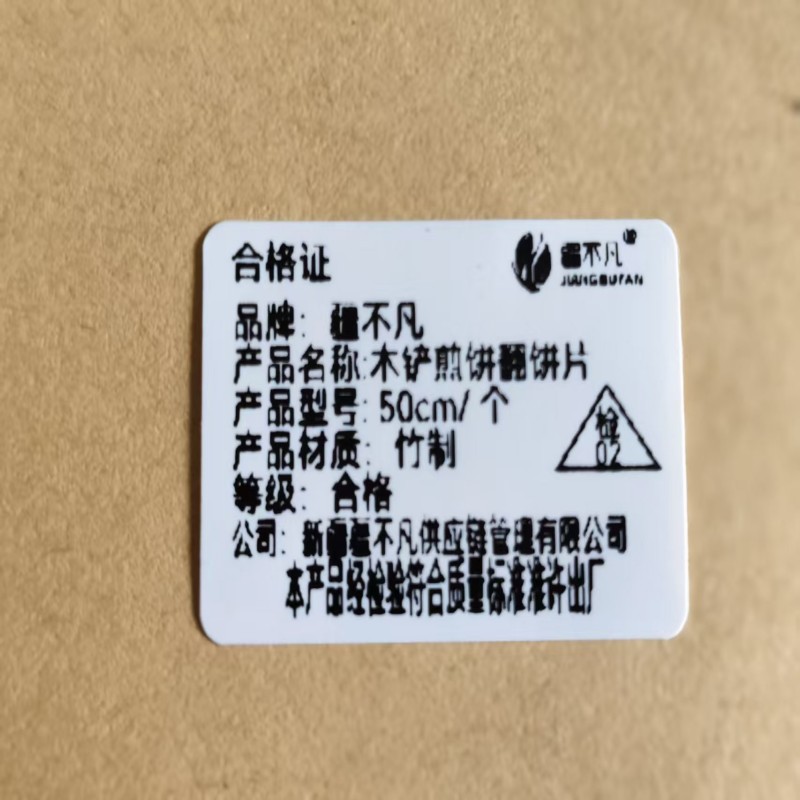 合格证
疆不凡
JIANGBUFAN
品牌: 疆不凡
产品名称:木铲煎饼翻饼片
产品型号: 50cm/个
产品材质: 竹制
检
02
等级: 合格
公司: 新疆疆不凡供应链管理有限公司
本产品经检验符合质量标准准许出厂